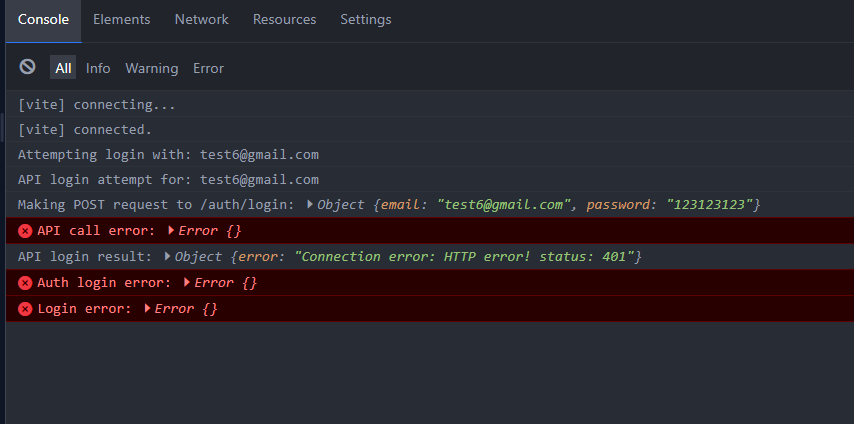 Console Elements Network Resources Settings
All Info Warning Error
[vite] connecting...
[vite] connected.
Attempting login with: test6@gmail.com
API login attempt for: test6@gmail.com
Making POST request to /auth/login: Object {email: "test6@gmail.com", password: "123123123"}
API call error: Error {}
API login result: Object {error: "Connection error: HTTP error! status: 401"}
Auth login error: Error {}
Login error: Error {}